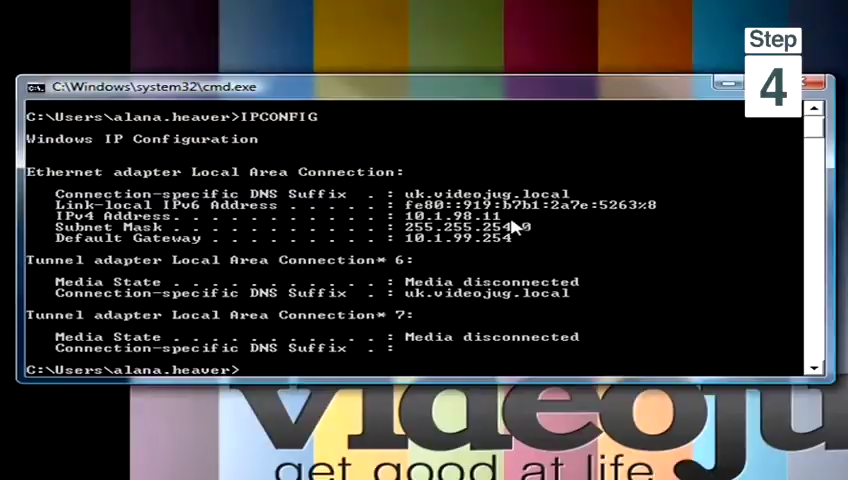 Step
4
C:\Windows\system32\cmd.exe
C:\Users\alana.heaver>IPCONFIG
Windows IP Configuration
Ethernet adapter Local Area Connection:
Connection-specific DNS Suffix . : uk.videojug.local
Link-local IPv6 Address . . . . . : fe80::919:b7b1:2a7e:5263%8
IPv4 Address. . . . . . . . . . . : 10.1.98.11
Subnet Mask . . . . . . . . . . . : 255.255.254.0
Default Gateway . . . . . . . . . : 10.1.99.254
Tunnel adapter Local Area Connection* 6:
Media State . . . . . . . . . . . : Media disconnected
Connection-specific DNS Suffix . : uk.videojug.local
Tunnel adapter Local Area Connection* 7:
Media State . . . . . . . . . . . : Media disconnected
Connection-specific DNS Suffix . :
C:\Users\alana.heaver>
videoju
get good at life